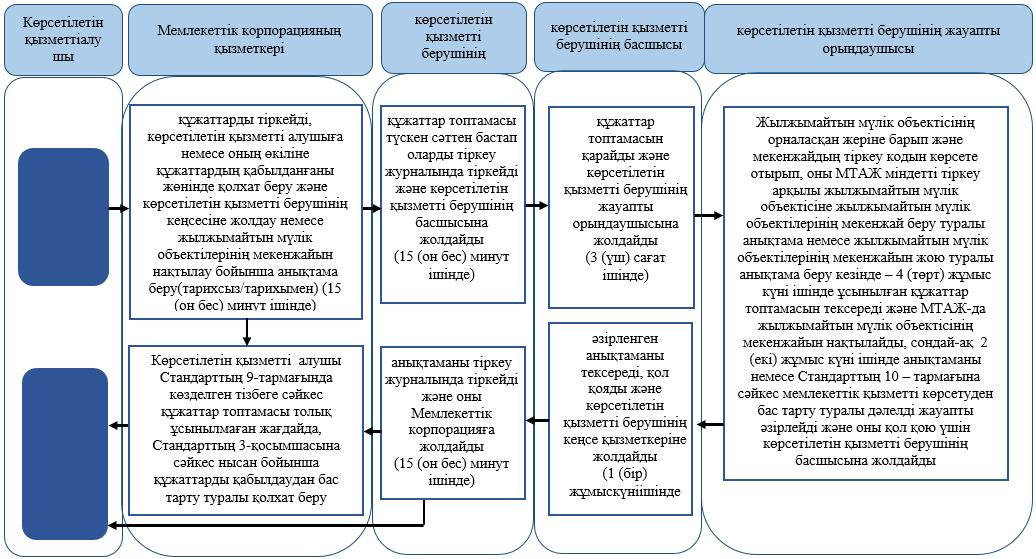 Көрсетілетін
қызметтіалу
шы
Мемлекеттік корпорацияның
қызметкері
көрсетілетін
қызметті
берушінің
көрсетілетін қызметті
берушінің басшысы
көрсетілетін қызметті берушінің жауапты
орындаушысы
құжаттарды тіркейді,
көрсетілетін қызметті алушыға
немесе оның өкіліне
құжаттардың қабылданғаны
жөнінде қолхат беру және
көрсетілетін қызметті берушінің
кеңсесіне жолдау немесе
жылжымайтын мүлік
объектілерінің мекенжайын
нақтылау бойынша анықтама
беру(тарихсыз/тарихымен) (15
(он бес) минут ішінде)
құжаттар топтамасы
түскен сәттен бастап
оларды тіркеу
журналында тіркейді
және көрсетілетін
қызметті берушінің
басшысына
жолдайды
(15 (он бес) минут
ішінде)
құжаттар
топтамасын
қарайды және
көрсетілетін
қызметті берушінің
жауапты
орындаушысына
жолдайды
(3 (үш) сағат
ішінде)
Жылжымайтын мүлік объектісінің
орналасқан жеріне барып және
мекенжайдың тіркеу кодын көрсете
отырып, оны МТАЖ міндетті тіркеу
арқылы жылжымайтын мүлік
объектісіне жылжымайтын мүлік
объектілерінің мекенжай беру туралы
анықтама немесе жылжымайтын мүлік
объектілерінің мекенжайын жою туралы
анықтама беру кезінде – 4 (төрт) жұмыс
күні ішінде ұсынылған құжаттар
топтамасын тексереді және МТАЖ-да
жылжымайтын мүлік объектісінің
мекенжайын нақтылайды, сондай-ақ 2
(екі) жұмыс күні ішінде анықтаманы
немесе Стандарттың 10 – тармағына
сәйкес мемлекеттік қызметті көрсетуден
бас тарту туралы дәлелді жауапты
әзірлейді және оны қол қою үшін
көрсетілетін қызметті берушінің
басшысына жолдайды
Көрсетілетін қызметті алушы
Стандарттың 9-тармағында
көзделген тізбеге сәйкес
құжаттар топтамасы толық
ұсынылмаған жағдайда,
Стандарттың 3-қосымшасына
сәйкес нысан бойынша
құжаттарды қабылдаудан бас
тарту туралы қолхат беру
анықтаманы тіркеу
журналында тіркейді
және оны
Мемлекеттік
корпорацияға
жолдайды
(15 (он бес) минут
ішінде)
әзірленген
анықтаманы
тексереді, қол
қояды және
көрсетілетін
қызметті берушінің
кеңсе қызметкеріне
жолдайды
(1 (бір)
жұмыскүніішінде